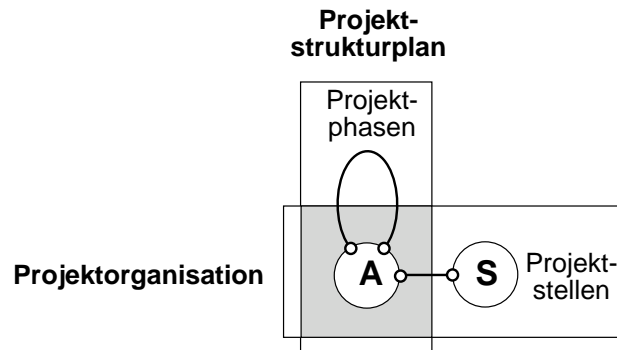 Projekt-
strukturplan
Projekt-
phasen
Projektorganisation
A
S
Projekt-
stellen